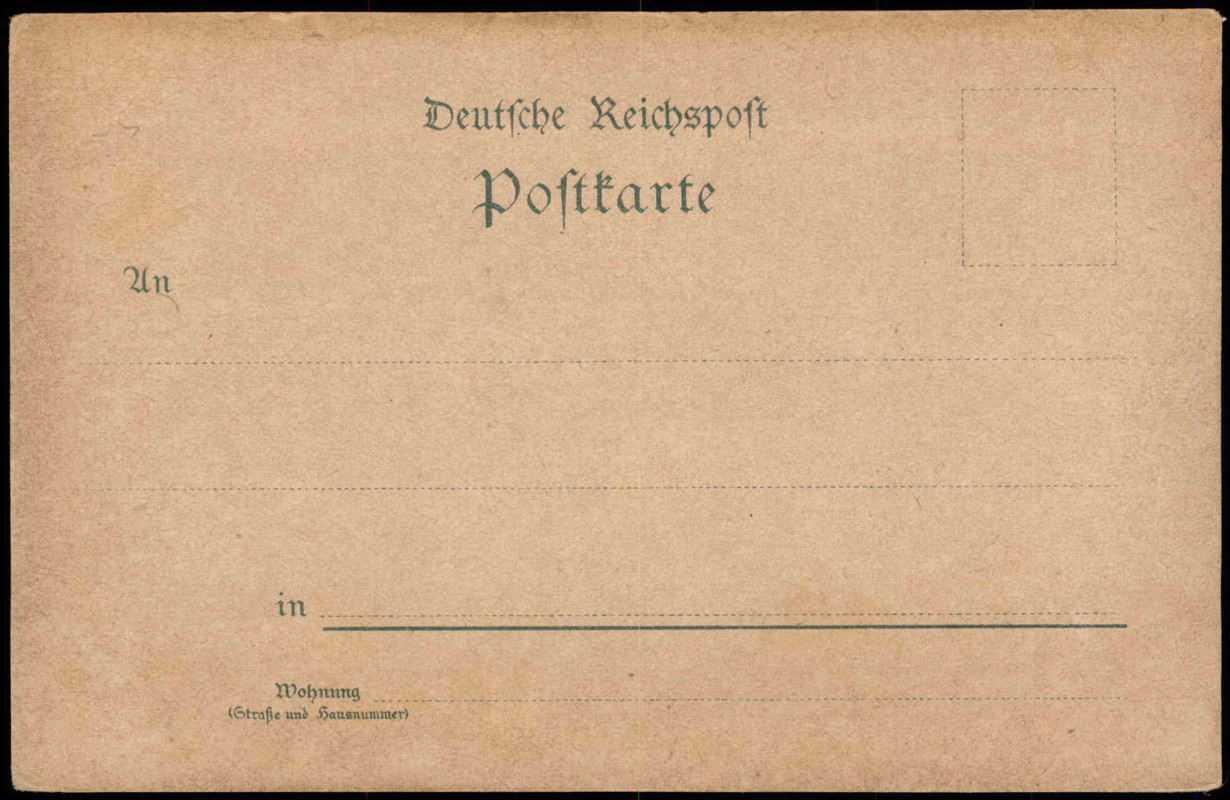 Deutſche Reichspoſt
Poſtkarte
An
in
Wohnung
(Straße und Hausnummer)